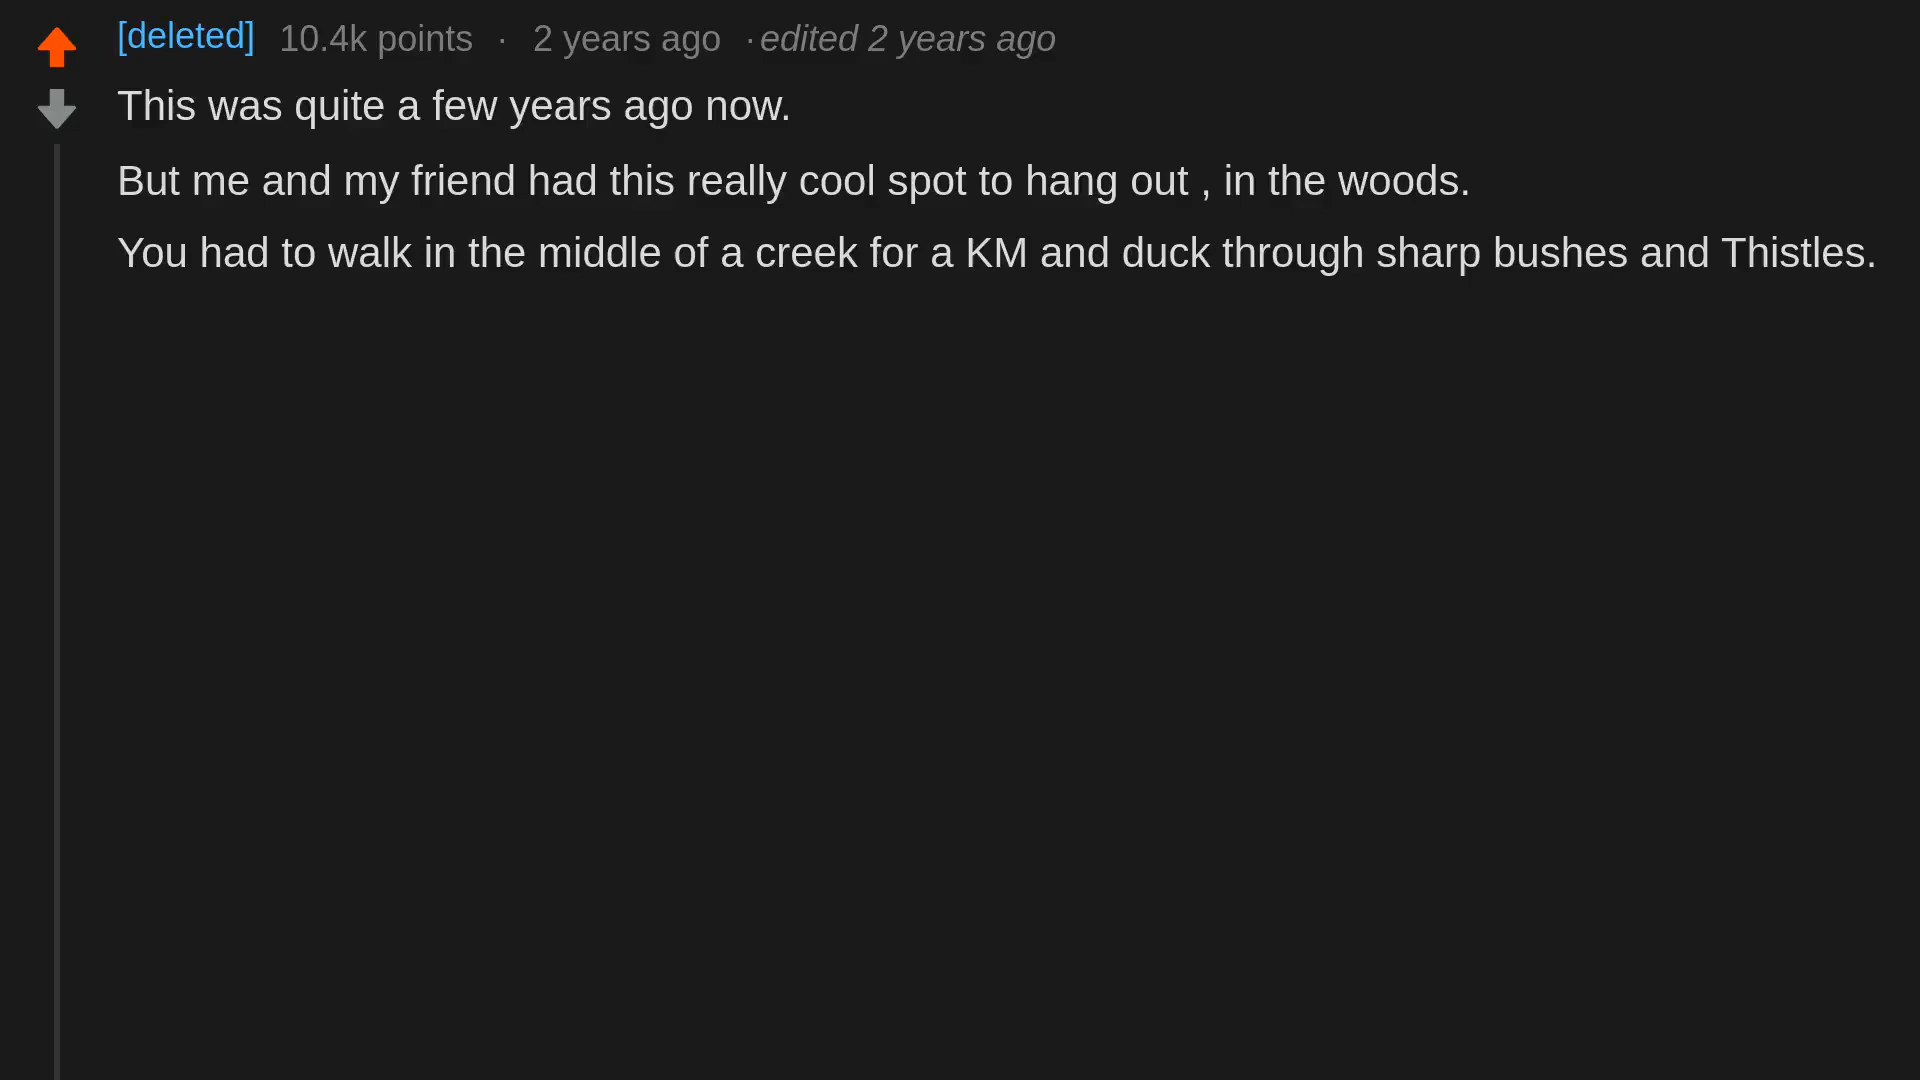 [deleted] 10.4k points · 2 years ago · edited 2 years ago
This was quite a few years ago now.
But me and my friend had this really cool spot to hang out , in the woods.
You had to walk in the middle of a creek for a KM and duck through sharp bushes and Thistles.